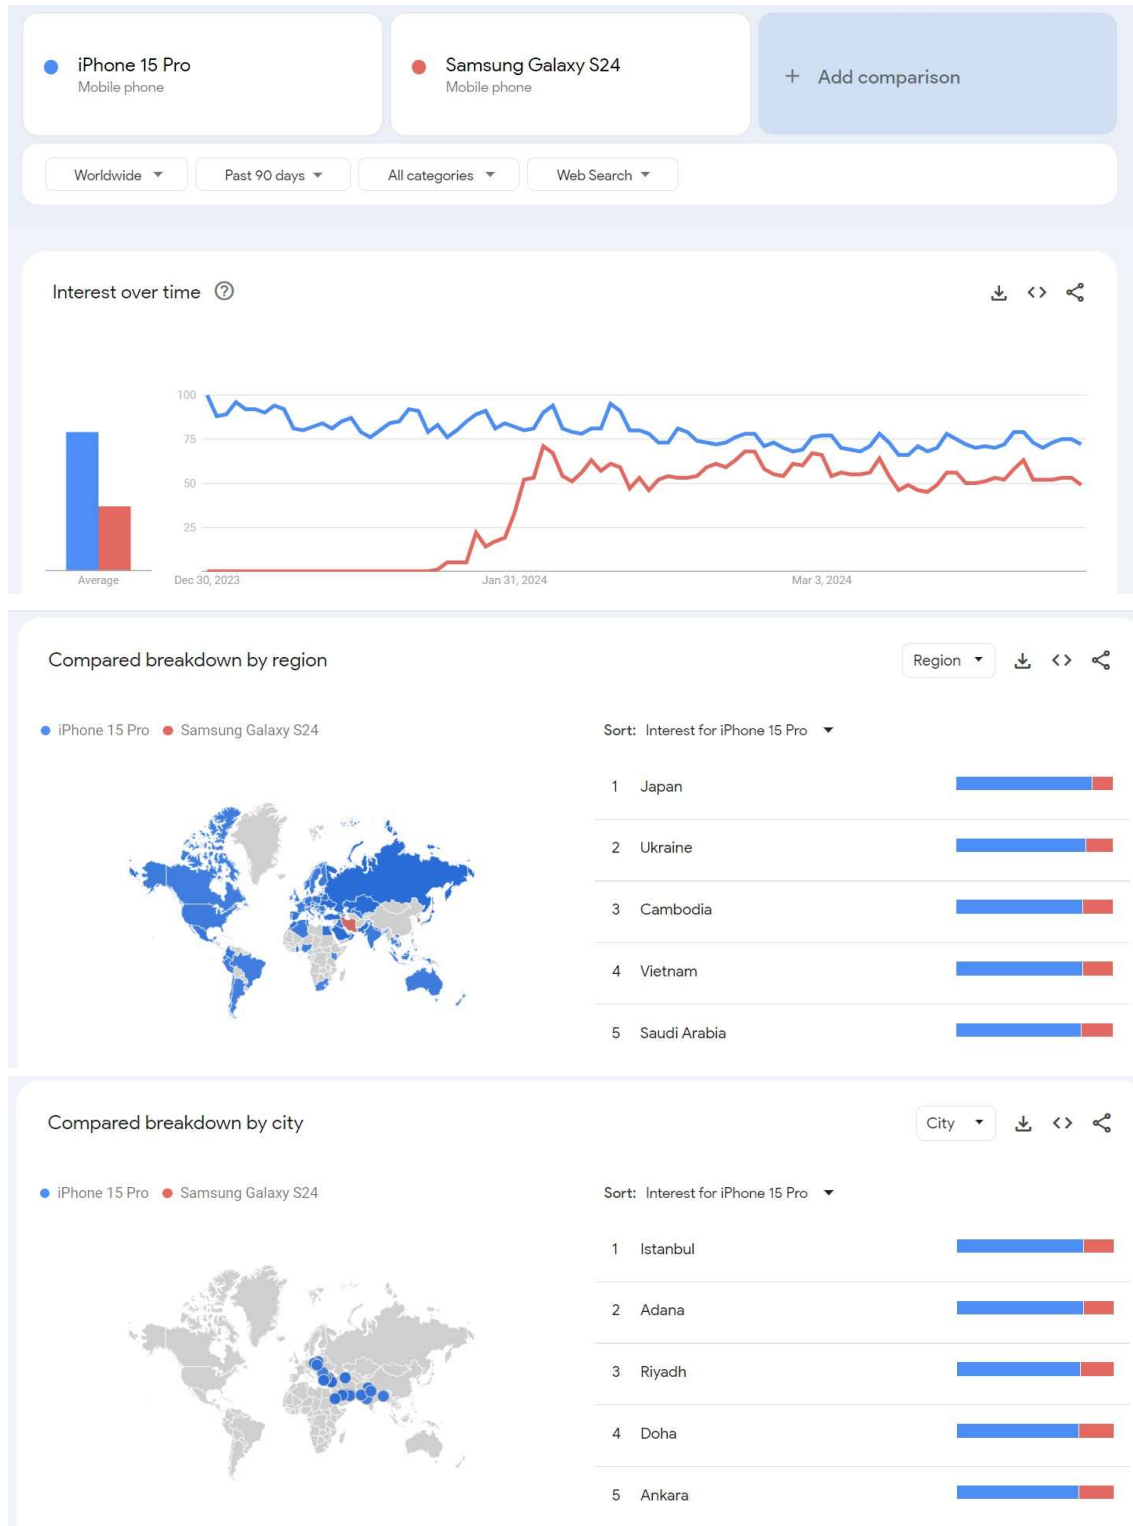 iPhone 15 Pro
Mobile phone
Samsung Galaxy S24
Mobile phone
+ Add comparison
Worldwide
Past 90 days
All categories
Web Search
Interest over time
100
75
50
25
Average
Dec 30, 2023
Jan 31, 2024
Mar 3, 2024
Compared breakdown by region
Region
iPhone 15 Pro
Samsung Galaxy S24
Sort: Interest for iPhone 15 Pro
1 Japan
2 Ukraine
3 Cambodia
4 Vietnam
5 Saudi Arabia
Compared breakdown by city
City
iPhone 15 Pro
Samsung Galaxy S24
Sort: Interest for iPhone 15 Pro
1 Istanbul
2 Adana
3 Riyadh
4 Doha
5 Ankara